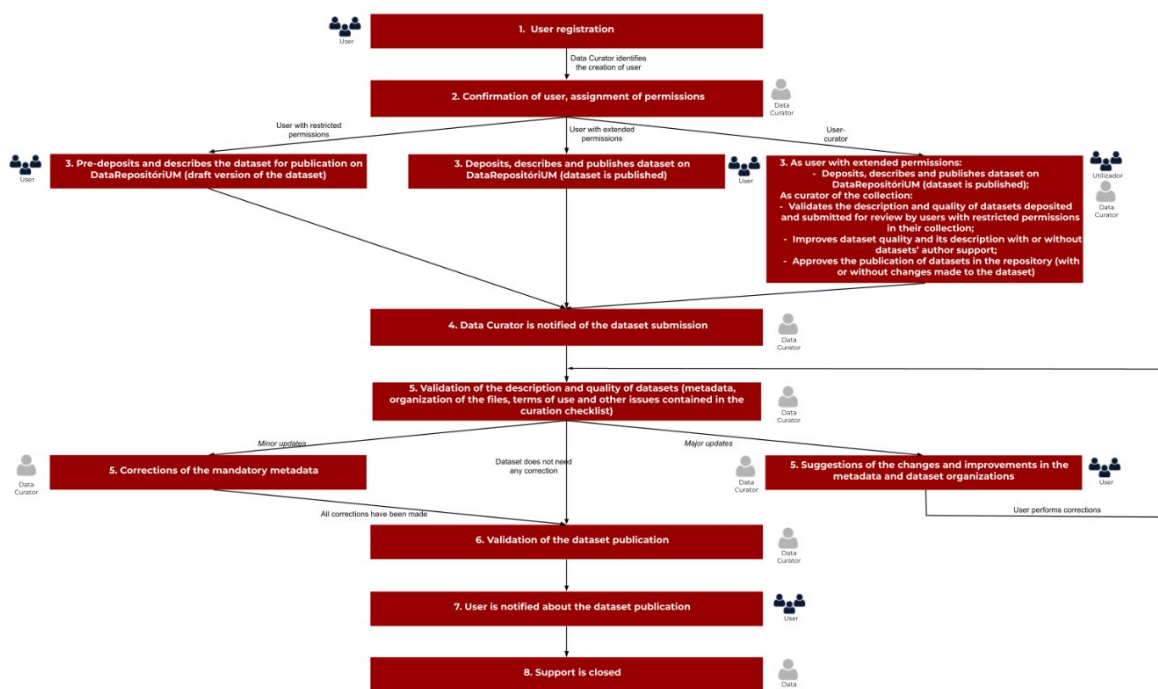 1. User registration
User
Data Curator identifies
the creation of user
2. Confirmation of user, assignment of permissions
Data
Curator
User with restricted
permissions
User with extended
permissions
User-
curator
3. Pre-deposits and describes the dataset for publication on
DataRepositóriUM (draft version of the dataset)
User
3. Deposits, describes and publishes dataset on
DataRepositóriUM (dataset is published)
User
3. As user with extended permissions:
- Deposits, describes and publishes dataset on
DataRepositóriUM (dataset is published);
As curator of the collection:
- Validates the description and quality of datasets deposited
and submitted for review by users with restricted permissions
in their collection;
- Improves dataset quality and its description with or without
datasets' author support;
- Approves the publication of datasets in the repository (with
or without changes made to the dataset)
Utilizador
Data
Curator
4. Data Curator is notified of the dataset submission
Data
Curator
5. Validation of the description and quality of datasets (metadata,
organization of the files, terms of use and other issues contained in the
curation checklist)
Data
Curator
Minor updates
Dataset does not need
any correction
Major updates
Data
Curator
5. Corrections of the mandatory metadata
Data
Curator
5. Suggestions of the changes and improvements in the
metadata and dataset organizations
User
All corrections have been made
User performs corrections
6. Validation of the dataset publication
Data
Curator
7. User is notified about the dataset publication
User
8. Support is closed
Data